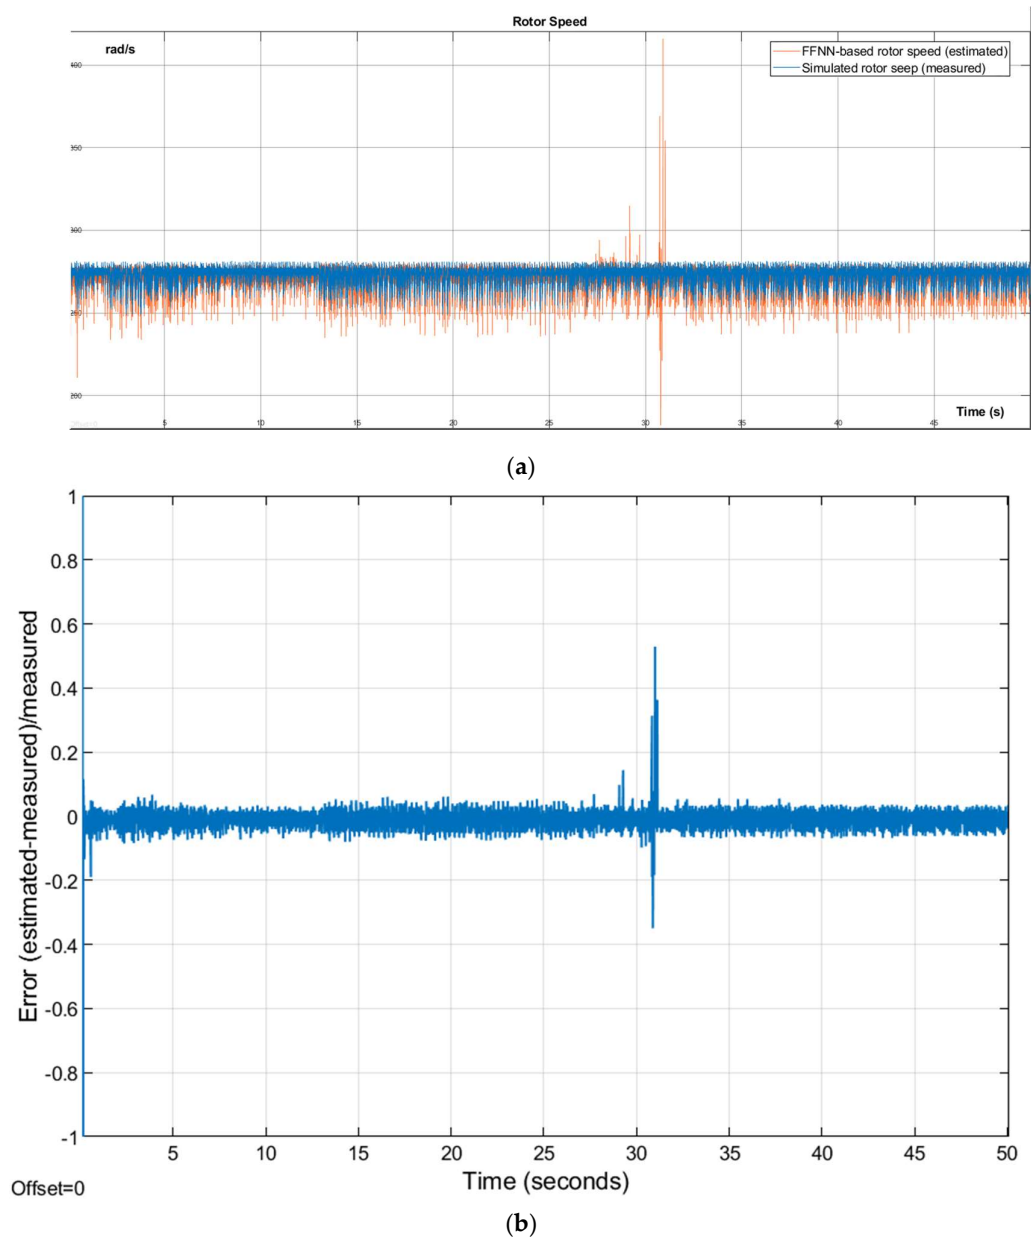 Rotor Speed
rad/s
FFNN-based rotor speed (estimated)
Simulated rotor seep (measured)
400
350
300
250
200
Time (s)
5 10 15 20 25 30 35 40 45
(a)
1
0.8
0.6
0.4
0.2
0
-0.2
-0.4
-0.6
-0.8
-1
Error (estimated-measured)/measured
5 10 15 20 25 30 35 40 45 50
Time (seconds)
Offset=0
(b)